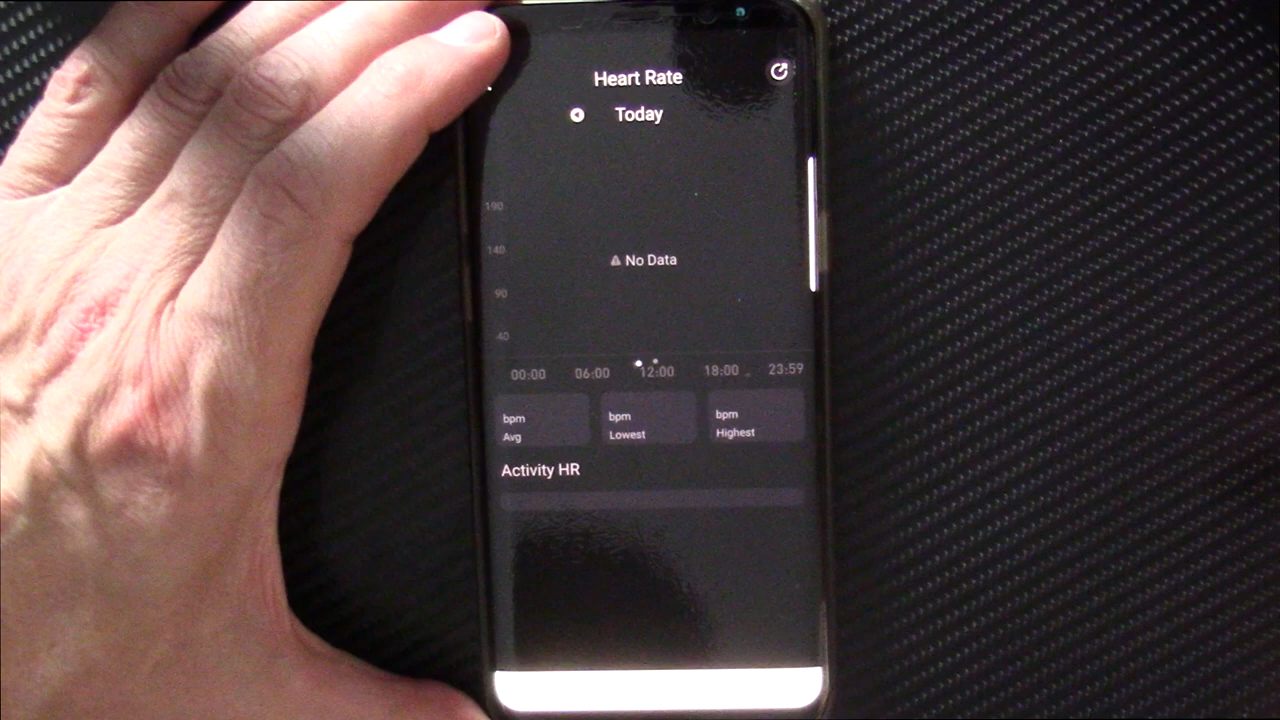 Heart Rate
Today
190
140
No Data
90
40
00:00 06:00 12:00 18:00 23:59
bpm bpm bpm
Avg Lowest Highest
Activity HR